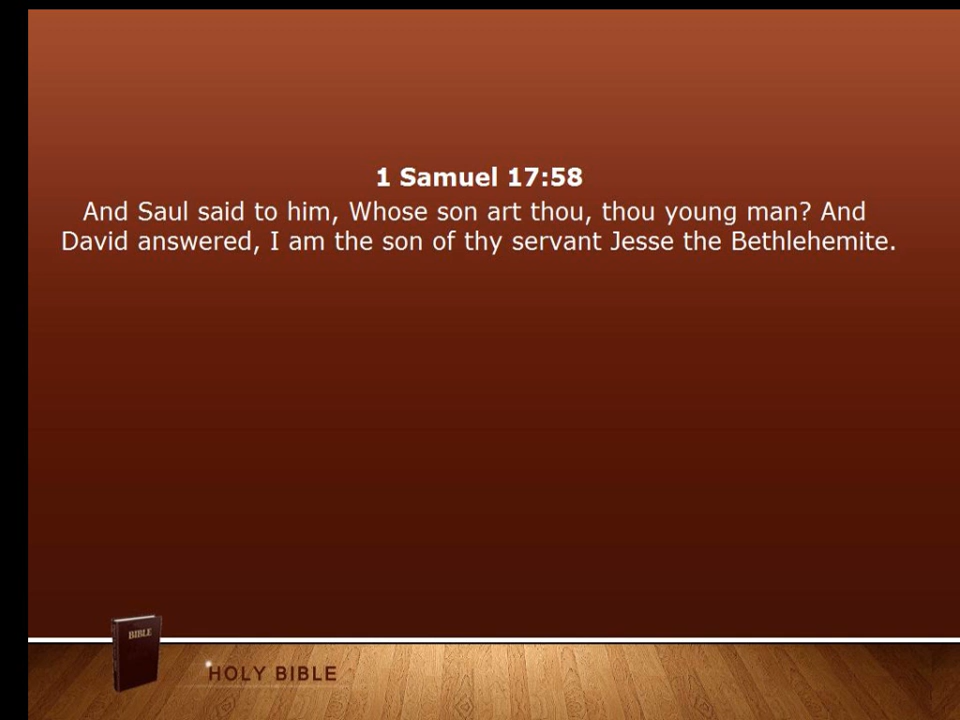 1 Samuel 17:58
And Saul said to him, Whose son art thou, thou young man? And
David answered, I am the son of thy servant Jesse the Bethlehemite.
BIBLE
HOLY BIBLE